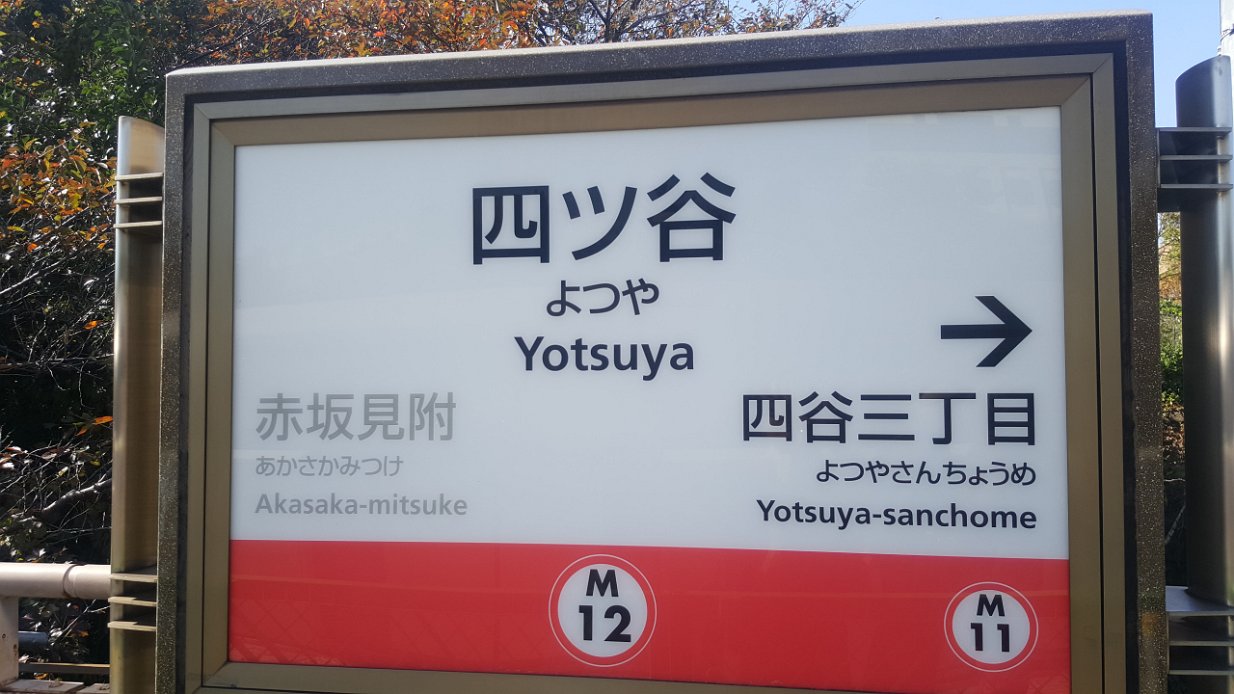 四ツ谷
よつや
Yotsuya
→
赤坂見附
あかさかみつけ
Akasaka-mitsuke
四谷三丁目
よつやさんちょうめ
Yotsuya-sanchome
M
12
M
11